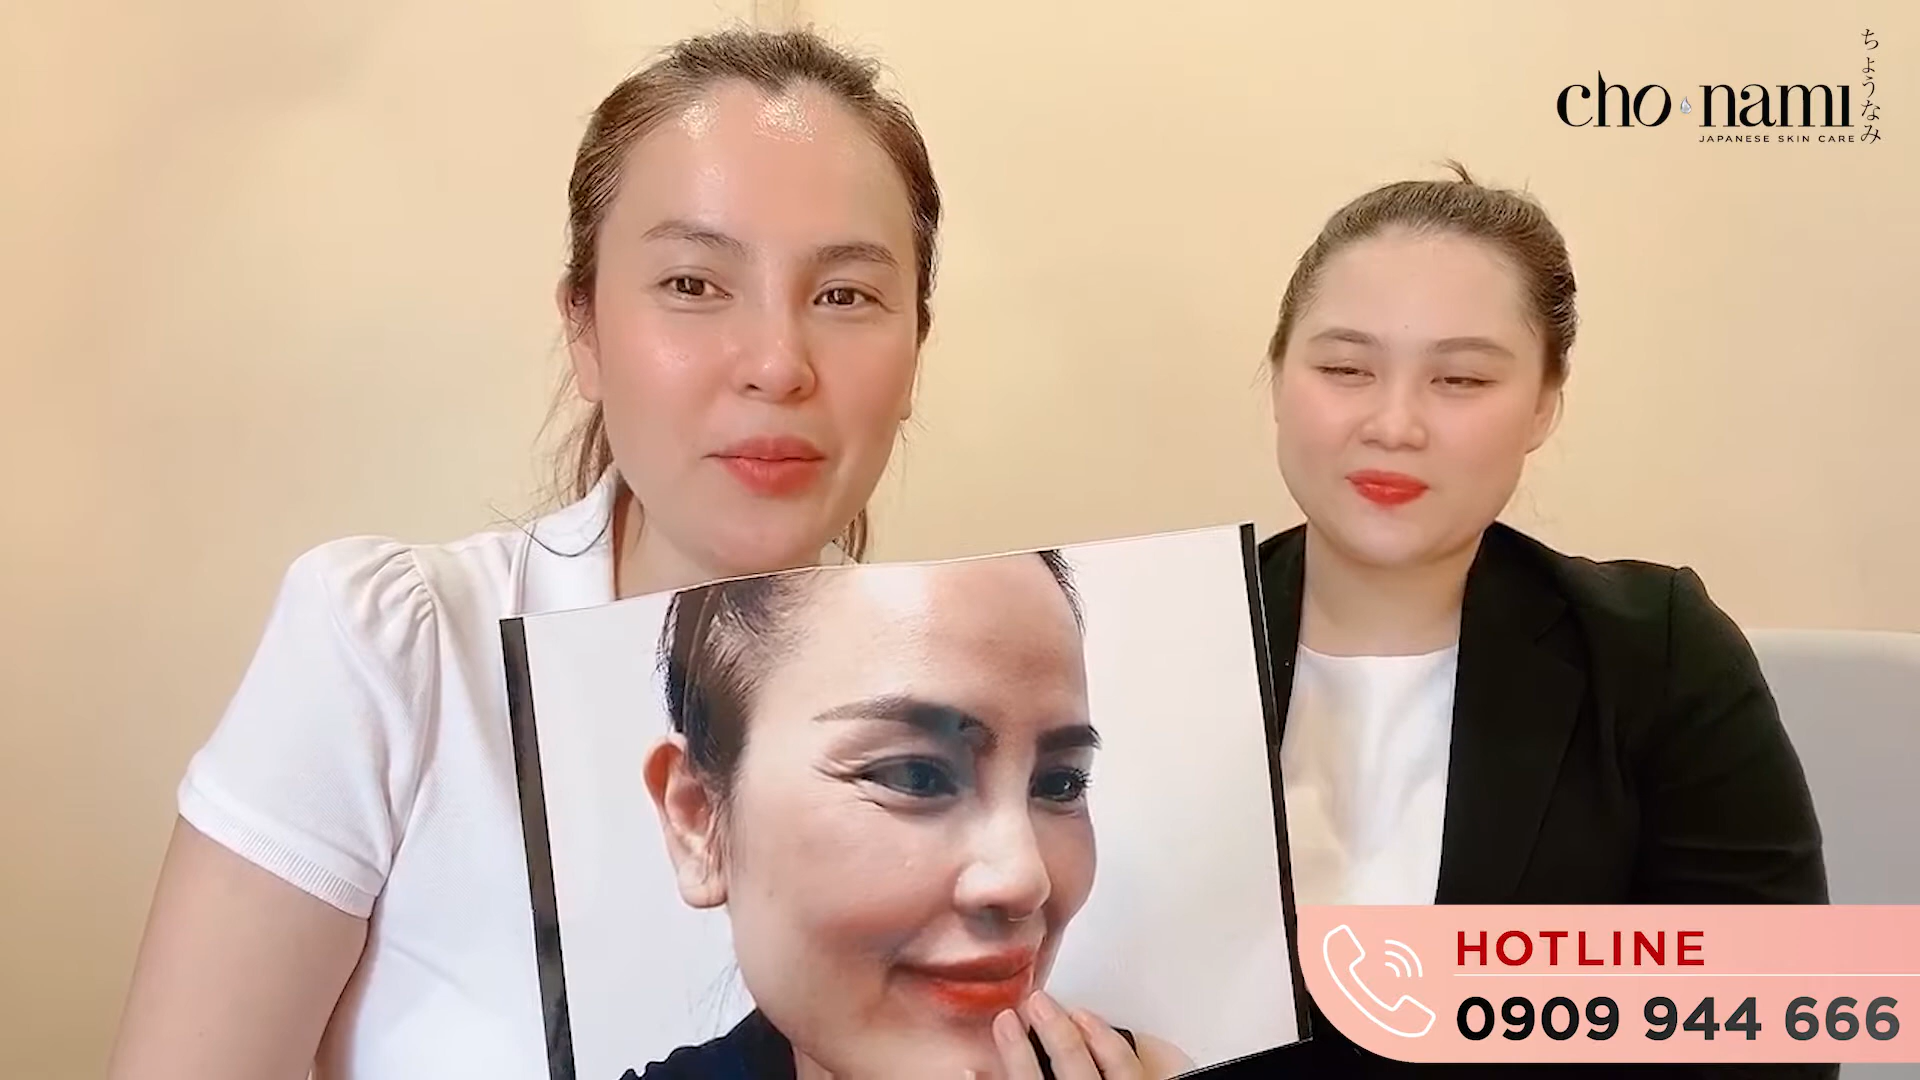 cho nami
ちょうなみ
JAPANESE SKIN CARE
HOTLINE
0909 944 666